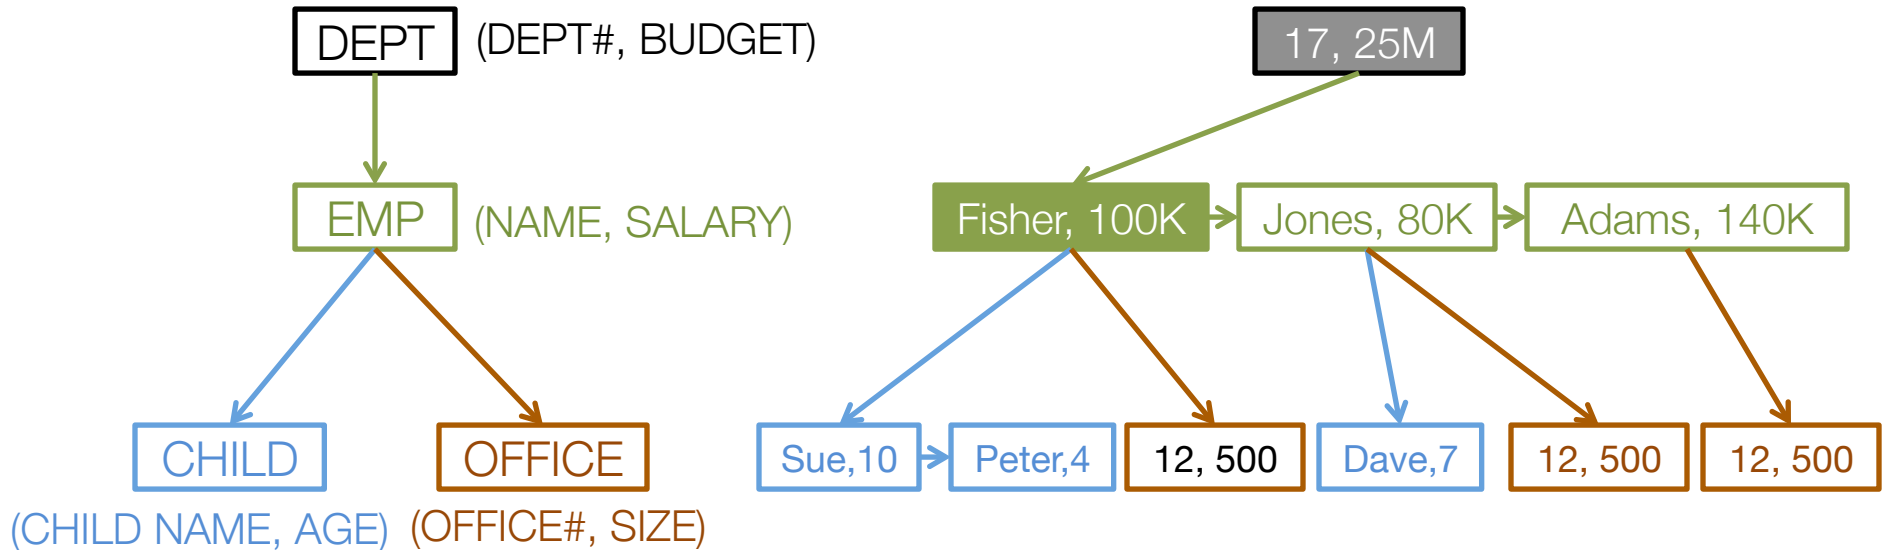 DEPT
(DEPT#, BUDGET)
17, 25M
EMP
(NAME, SALARY)
Fisher, 100K
Jones, 80K
Adams, 140K
CHILD
OFFICE
Sue,10
Peter,4
12, 500
Dave,7
12, 500
12, 500
(CHILD NAME, AGE)
(OFFICE#, SIZE)